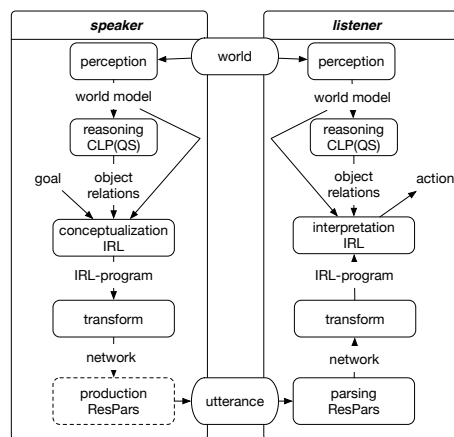 speaker
listener
world
perception
perception
world model
world model
reasoning
CLP(QS)
reasoning
CLP(QS)
goal
object
relations
object
relations
action
conceptualization
IRL
interpretation
IRL
IRL-program
IRL-program
transform
transform
network
network
production
ResPars
utterance
parsing
ResPars